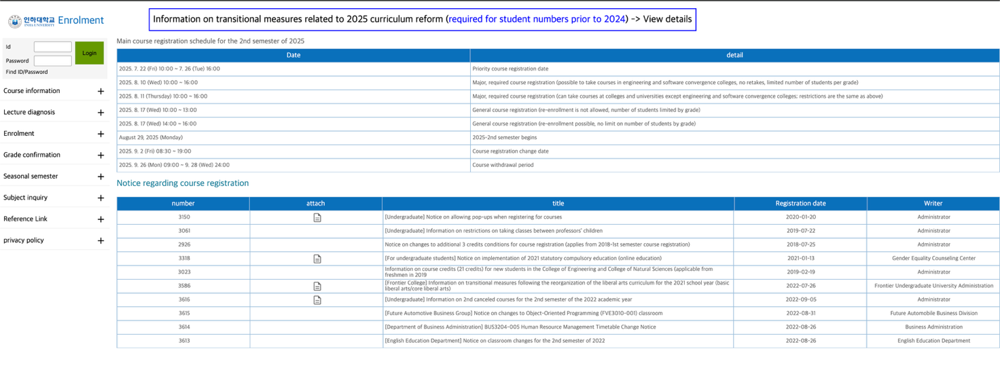 인하대학교
INHA UNIVERSITY
Enrolment
Information on transitional measures related to 2025 curriculum reform (required for student numbers prior to 2024) -> View details
Id
Password
Login
Find ID/Password
Course information +
Lecture diagnosis +
Enrolment +
Grade confirmation +
Seasonal semester +
Subject inquiry +
Reference Link +
privacy policy +
Main course registration schedule for the 2nd semester of 2025
Date detail
2025. 7. 22 (Fri) 10:00 ~ 7. 26 (Tue) 16:00 Priority course registration date
2025. 8. 10 (Wed) 10:00 ~ 16:00 Major, required course registration (possible to take courses in engineering and software convergence colleges, no retakes, limited number of students per grade)
2025. 8. 11 (Thursday) 10:00 ~ 16:00 Major, required course registration (can take courses at colleges and universities except engineering and software convergence colleges; restrictions are the same as above)
2025. 8. 17 (Wed) 10:00 ~ 13:00 General course registration (re-enrollment is not allowed, number of students limited by grade)
2025. 8. 17 (Wed) 14:00 ~ 16:00 General course registration (re-enrollment possible, no limit on number of students by grade)
August 29, 2025 (Monday) 2025-2nd semester begins
2025. 9. 2 (Fri) 08:30 ~ 19:00 Course registration change date
2025. 9. 26 (Mon) 09:00 ~ 9. 28 (Wed) 24:00 Course withdrawal period
Notice regarding course registration
number attach title Registration date Writer
3150 [Undergraduate] Notice on allowing pop-ups when registering for courses 2020-01-20 Administrator
3061 [Undergraduate] Information on restrictions on taking classes between professors' children 2019-07-22 Administrator
2926 Notice on changes to additional 3 credits conditions for course registration (applies from 2018-1st semester course registration) 2018-07-25 Administrator
3318 [For undergraduate students] Notice on implementation of 2021 statutory compulsory education (online education) 2021-01-13 Gender Equality Counseling Center
3023 Information on course credits (21 credits) for new students in the College of Engineering and College of Natural Sciences (applicable from
freshmen in 2019 2019-02-19 Administrator
3586 [Frontier College] Information on transitional measures following the reorganization of the liberal arts curriculum for the 2021 school year (basic
liberal arts/core liberal arts) 2022-07-26 Frontier Undergraduate University Administration
3616 [Undergraduate] Information on 2nd canceled courses for the 2nd semester of the 2022 academic year 2022-09-05 Administrator
3615 [Future Automotive Business Group] Notice on changes to Object-Oriented Programming (FVE3010-001) classroom 2022-08-31 Future Automobile Business Division
3614 [Department of Business Administration] BUS3204-005 Human Resource Management Timetable Change Notice 2022-08-26 Business Administration
3613 [English Education Department] Notice on classroom changes for the 2nd semester of 2022 2022-08-26 English Education Department